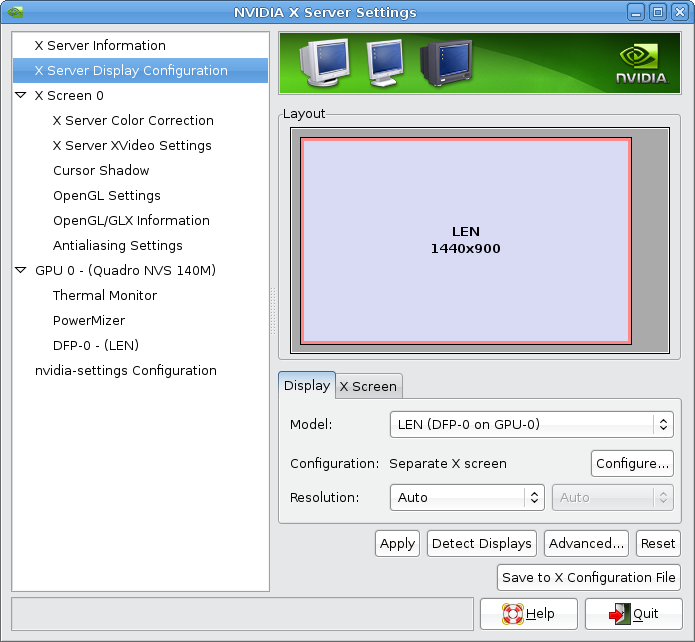 NVIDIA X Server Settings
X Server Information
X Server Display Configuration
X Screen 0
X Server Color Correction
X Server XVideo Settings
Cursor Shadow
OpenGL Settings
OpenGL/GLX Information
Antialiasing Settings
GPU 0 - (Quadro NVS 140M)
Thermal Monitor
PowerMizer
DFP-0 - (LEN)
nvidia-settings Configuration
NVIDIA.
Layout
LEN
1440x900
Display X Screen
Model: LEN (DFP-0 on GPU-0)
Configuration: Separate X screen Configure...
Resolution: Auto Auto
Apply Detect Displays Advanced... Reset
Save to X Configuration File
Help Quit